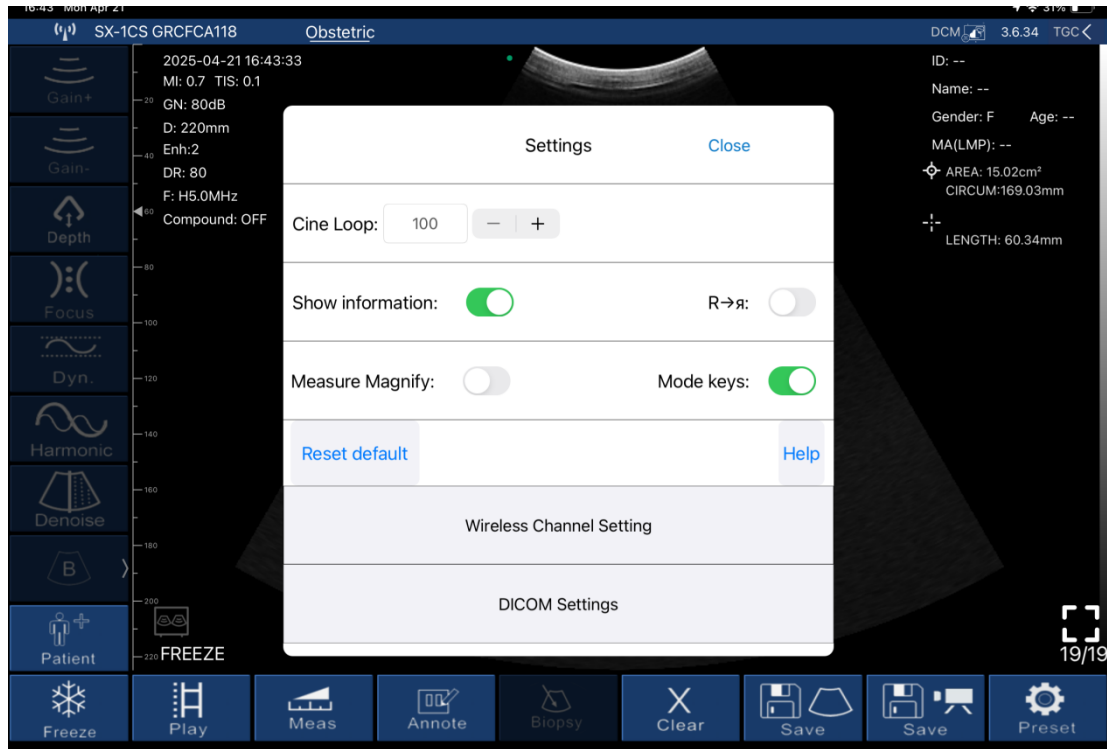 16:43 Mon Apr 21
31%
SX-1CS GRCFCA118
Obstetric
DCM 3.6.34 TGC
Gain+
Gain-
Depth
Focus
Dyn.
Harmonic
Denoise
B
Patient
2025-04-21 16:43:33
MI: 0.7 TIS: 0.1
GN: 80dB
D: 220mm
Enh:2
DR: 80
F: H5.0MHz
Compound: OFF
20
40
60
80
100
120
140
160
180
200
220
FREEZE
Settings
Close
Cine Loop: 100 − +
Show information:
R→я:
Measure Magnify:
Mode keys:
Reset default
Help
Wireless Channel Setting
DICOM Settings
ID: --
Name: --
Gender: F Age: --
MA(LMP): --
AREA: 15.02cm²
CIRCUM:169.03mm
LENGTH: 60.34mm
19/19
Freeze
Play
Meas
Annote
Biopsy
X
Clear
Save
Save
Preset